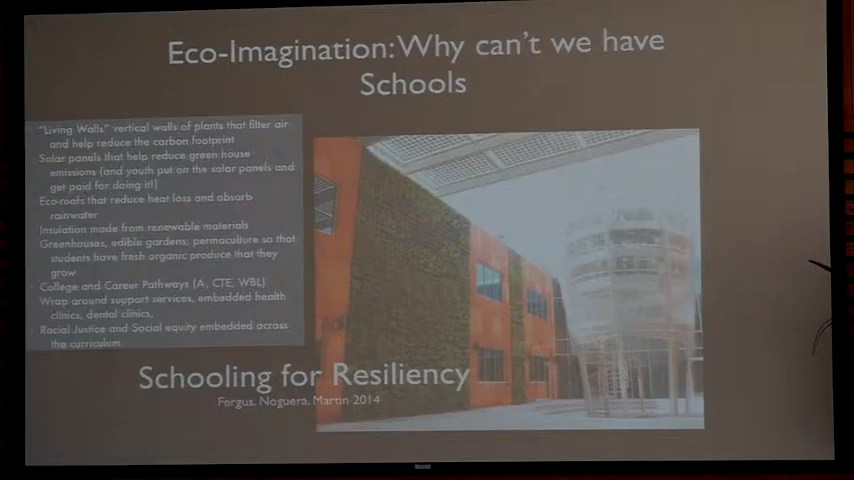 Eco-Imagination: Why can't we have
Schools
"Living Walls" vertical walls of plants that filter air
and help reduce the carbon footprint
Solar panels that help reduce green house
emissions (and youth put on the solar panels and
get paid for doing it!)
Eco-roofs that reduce heat loss and absorb
rainwater
Insulation made from renewable materials
Greenhouses, edible gardens; permaculture so that
students have fresh organic produce that they
grow
College and Career Pathways (A, CTE, WBL)
Wrap around support services, embedded health
clinics, dental clinics,
Racial Justice and Social equity embedded across
the curriculum
Schooling for Resiliency
Fergus, Noguera, Martin 2014